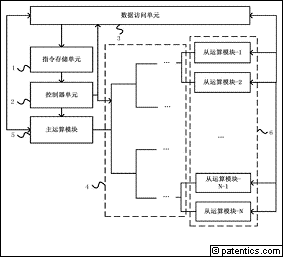 数据访问单元
3
指令存储单元
1
控制器单元
2
主运算模块
5
...
...
...
...
4
从运算模块-1
从运算模块-2
...
6
从运算模块-
N-1
从运算模块-N
© patentics.com